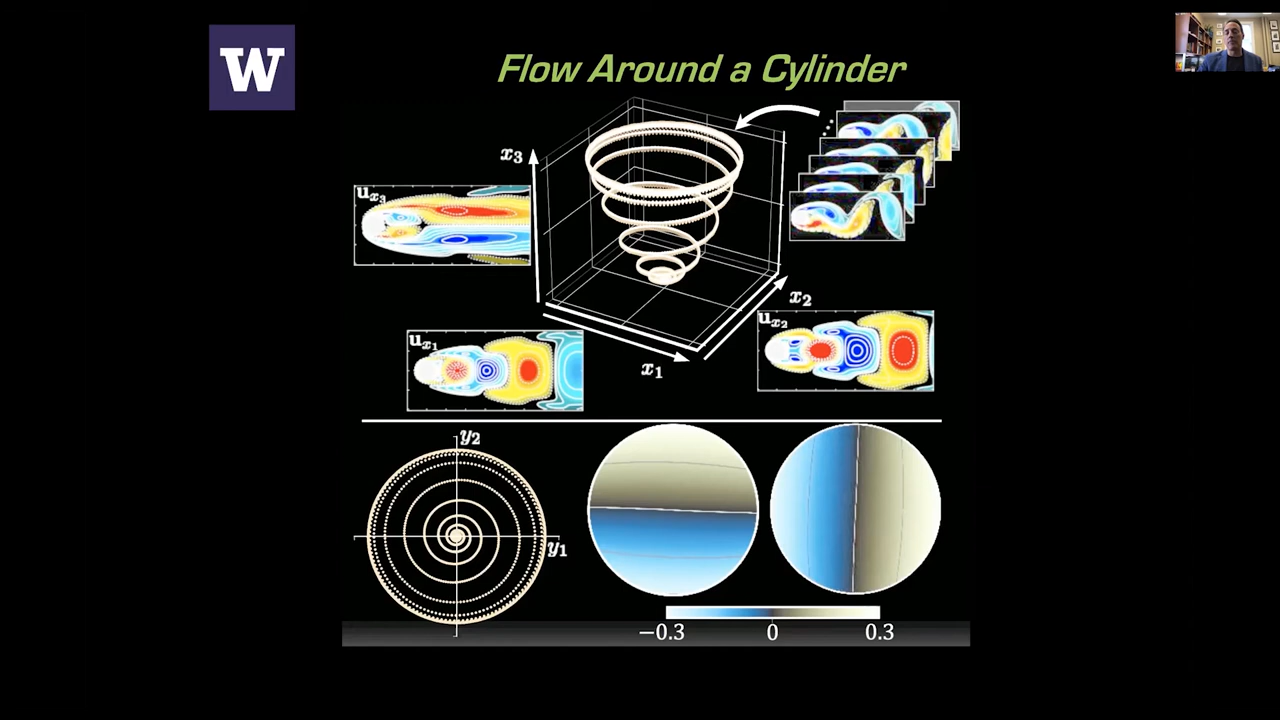 W
Flow Around a Cylinder
x₃
uₓ₃
x₂
uₓ₂
uₓ₁
x₁
y₂
y₁
−0.3 0 0.3